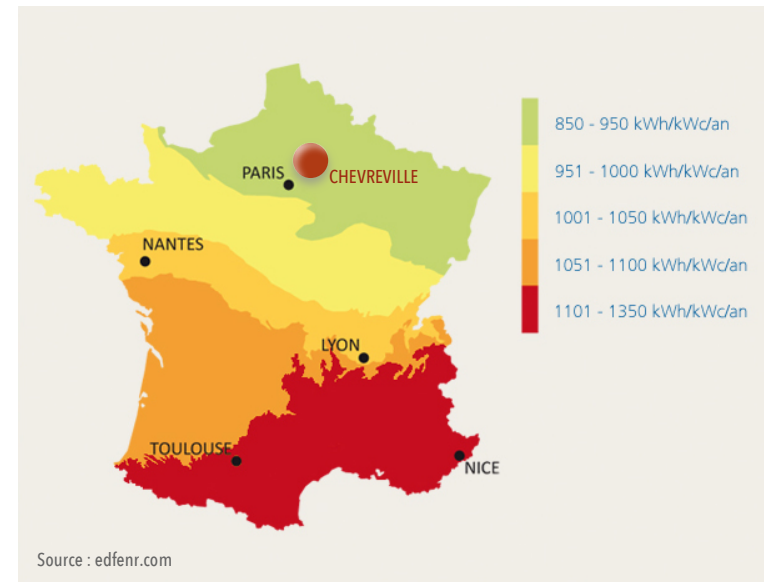 PARIS
CHEVREVILLE
NANTES
LYON
TOULOUSE
NICE
850 - 950 kWh/kWc/an
951 - 1000 kWh/kWc/an
1001 - 1050 kWh/kWc/an
1051 - 1100 kWh/kWc/an
1101 - 1350 kWh/kWc/an
Source : edfenr.com